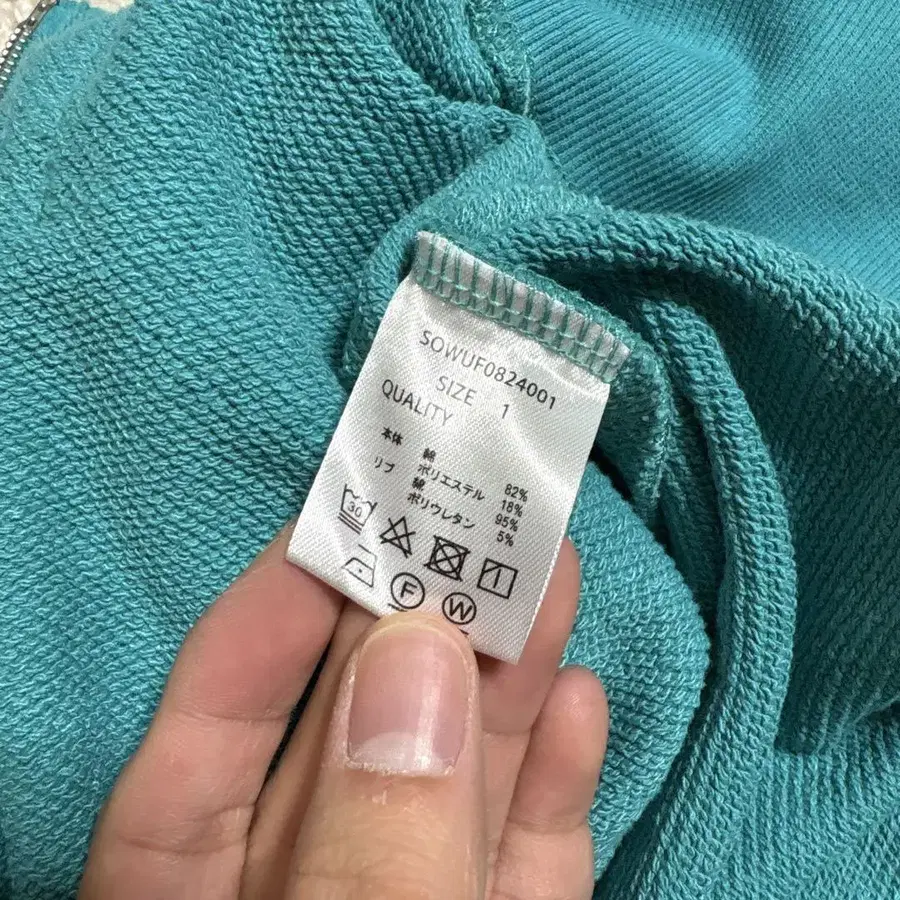 SOWUF0824001
SIZE 1
QUALITY
本体 綿 82%
ポリエステル 18%
リブ 綿 95%
ポリウレタン 5%
30
F W